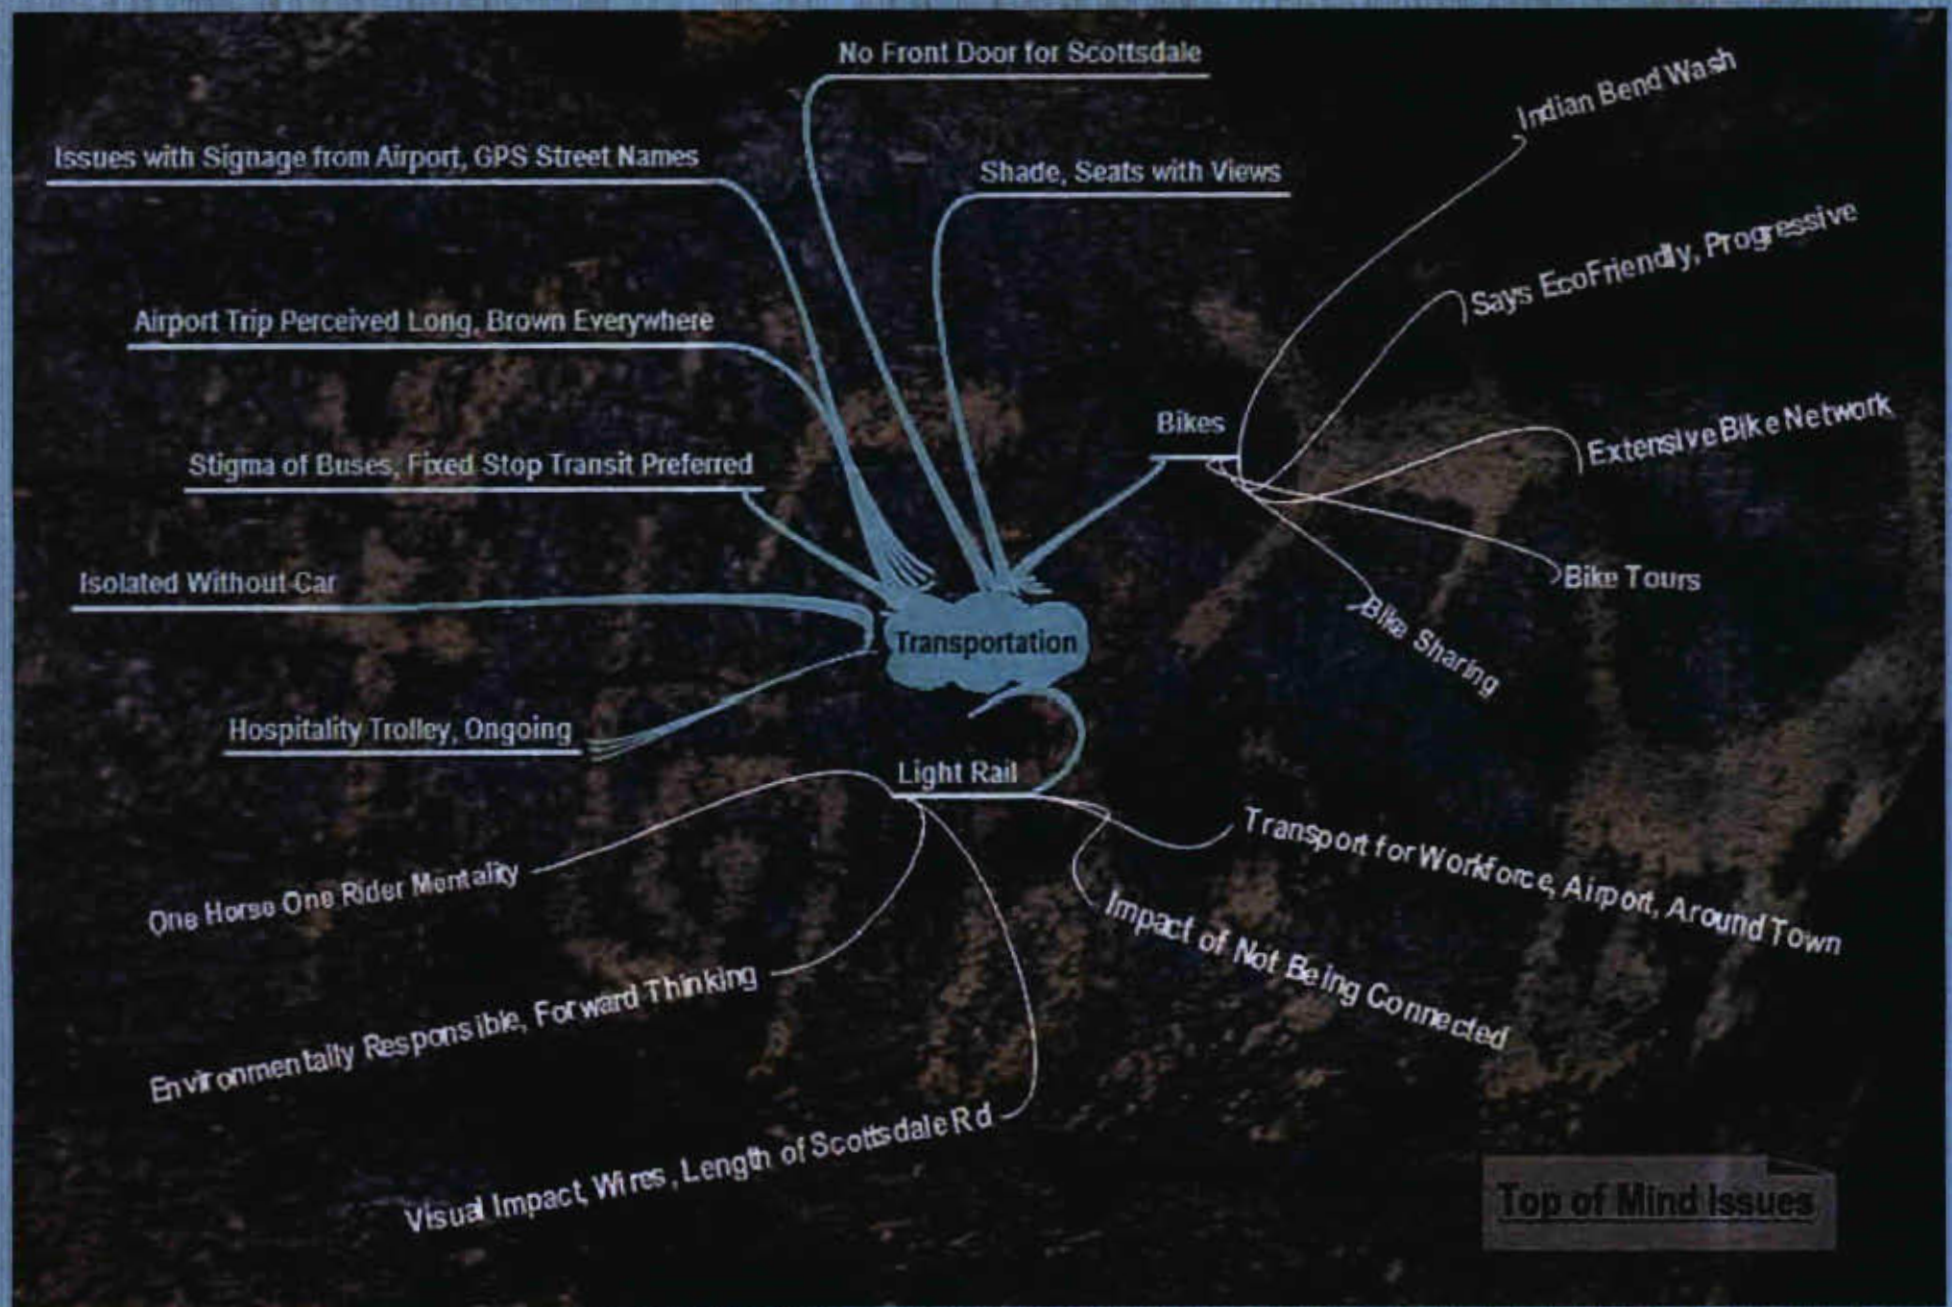 No Front Door for Scottsdale
Indian Bend Wash
Issues with Signage from Airport, GPS Street Names
Shade, Seats with Views
Says EcoFriendly, Progressive
Airport Trip Perceived Long, Brown Everywhere
Bikes
Extensive Bike Network
Stigma of Buses, Fixed Stop Transit Preferred
Isolated Without Car
Bike Tours
Bike Sharing
Transportation
Hospitality Trolley, Ongoing
Light Rail
Transport for Workforce, Airport, Around Town
One Horse One Rider Mentality
Impact of Not Being Connected
Environmentally Responsible, Forward Thinking
Visual Impact, Wires, Length of Scottsdale Rd
Top of Mind Issues